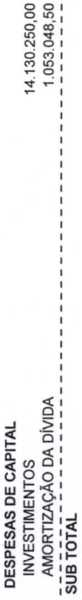 DESPESAS DE CAPITAL
INVESTIMENTOS 14.130.250,00
AMORTIZAÇÃO DA DÍVIDA 1.053.048,50
SUB TOTAL